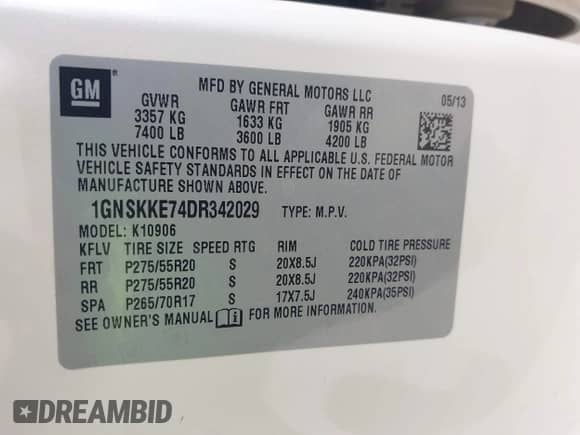 GM ®
MFD BY GENERAL MOTORS LLC
05/13
GVWR GAWR FRT GAWR RR
3357 KG 1633 KG 1905 KG
7400 LB 3600 LB 4200 LB
THIS VEHICLE CONFORMS TO ALL APPLICABLE U.S. FEDERAL MOTOR
VEHICLE SAFETY STANDARDS IN EFFECT ON THE DATE OF
MANUFACTURE SHOWN ABOVE.
1GNSKKE74DR342029 TYPE: M.P.V.
MODEL: K10906
KFLV TIRE SIZE SPEED RTG RIM COLD TIRE PRESSURE
FRT P275/55R20 S 20X8.5J 220KPA(32PSI)
RR P275/55R20 S 20X8.5J 220KPA(32PSI)
SPA P265/70R17 S 17X7.5J 240KPA(35PSI)
SEE OWNER'S MANUAL FOR MORE INFORMATION.
DREAMBID